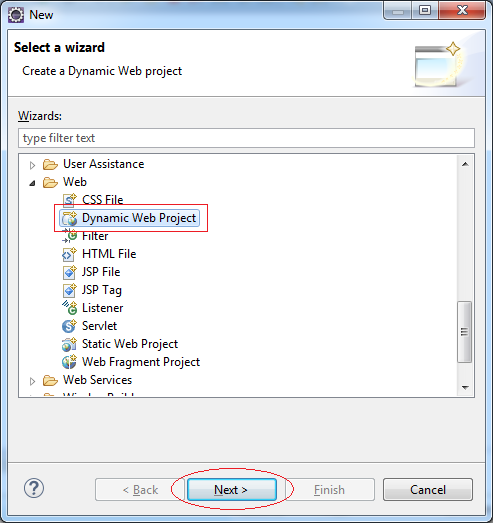 New
Select a wizard
Create a Dynamic Web project
Wizards:
type filter text
User Assistance
Web
CSS File
Dynamic Web Project
Filter
HTML File
JSP File
JSP Tag
Listener
Servlet
Static Web Project
Web Fragment Project
Web Services
< Back
Next >
Finish
Cancel